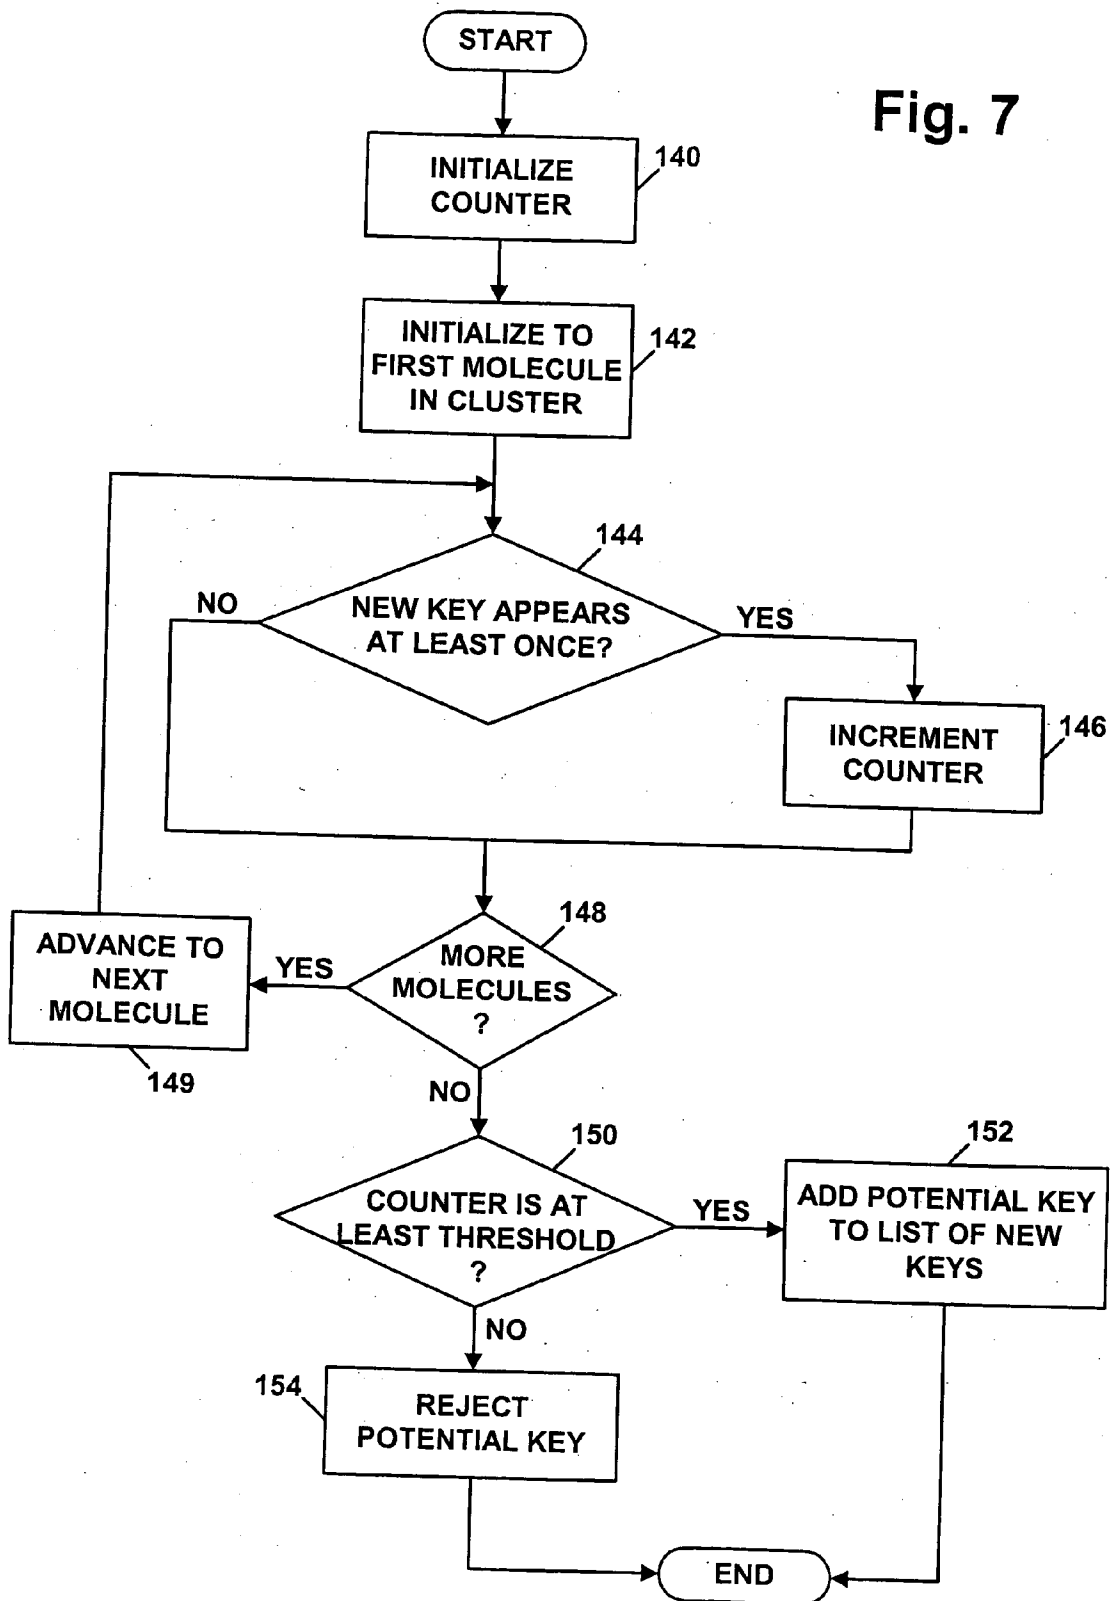 START
Fig. 7
INITIALIZE
COUNTER
140
INITIALIZE TO
FIRST MOLECULE
IN CLUSTER
142
144
NO
NEW KEY APPEARS
AT LEAST ONCE?
YES
INCREMENT
COUNTER
146
148
MORE
MOLECULES
?
YES
ADVANCE TO
NEXT
MOLECULE
149
NO
150
COUNTER IS AT
LEAST THRESHOLD
?
YES
152
ADD POTENTIAL KEY
TO LIST OF NEW
KEYS
NO
154
REJECT
POTENTIAL KEY
END